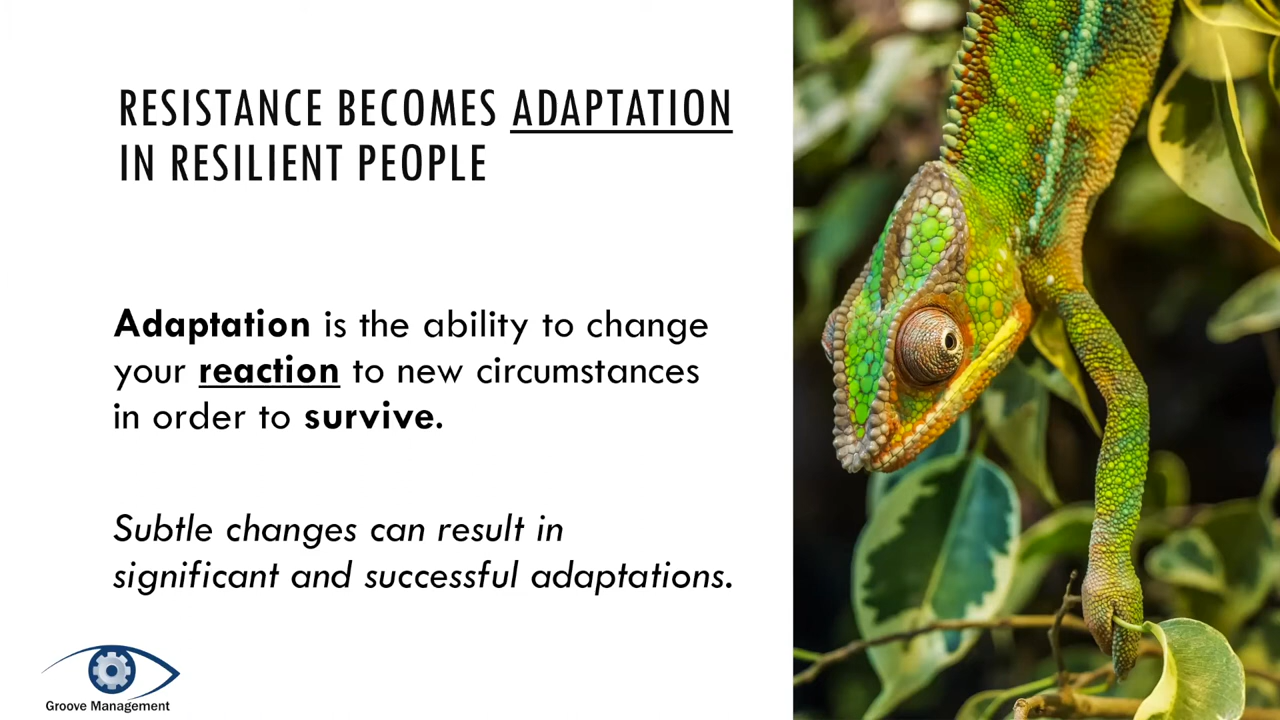 RESISTANCE BECOMES ADAPTATION
IN RESILIENT PEOPLE
Adaptation is the ability to change
your reaction to new circumstances
in order to survive.
Subtle changes can result in
significant and successful adaptations.
Groove Management